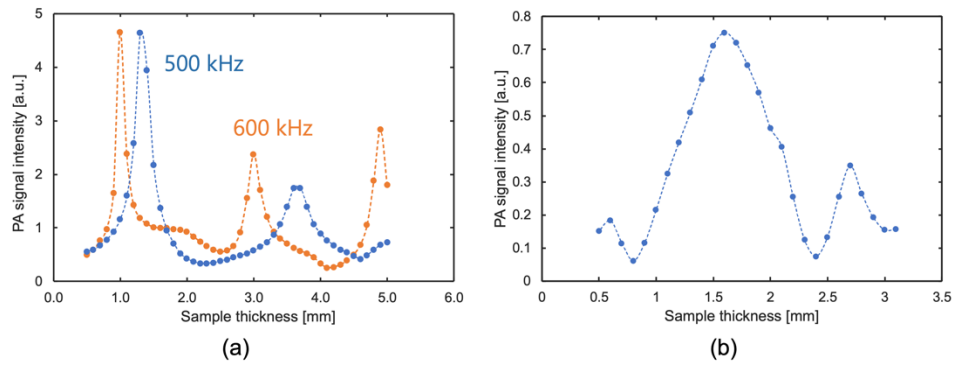 5
4
3
2
1
0
PA signal intensity [a.u.]
500 kHz
600 kHz
0.0 1.0 2.0 3.0 4.0 5.0 6.0
Sample thickness [mm]
(a)
0.8
0.7
0.6
0.5
0.4
0.3
0.2
0.1
0
PA signal intensity [a.u.]
0 0.5 1 1.5 2 2.5 3 3.5
Sample thickness [mm]
(b)